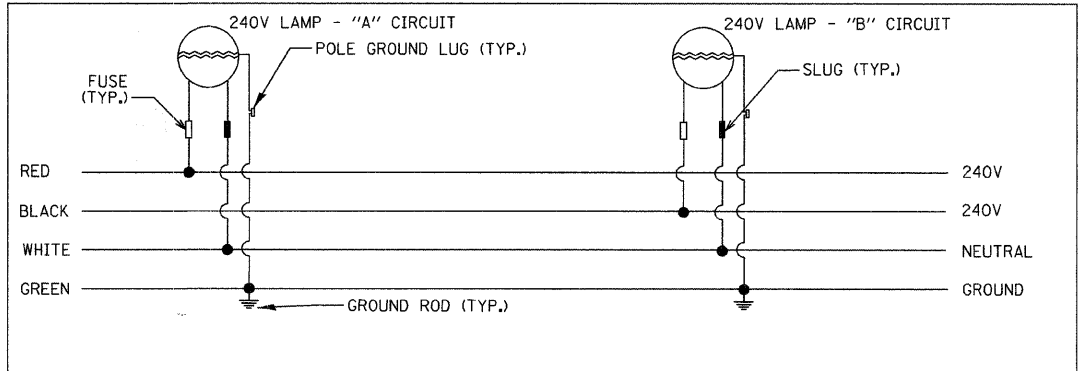 240V LAMP - "A" CIRCUIT
240V LAMP - "B" CIRCUIT
POLE GROUND LUG (TYP.)
SLUG (TYP.)
FUSE
(TYP.)
RED
240V
BLACK
240V
WHITE
NEUTRAL
GREEN
GROUND
GROUND ROD (TYP.)